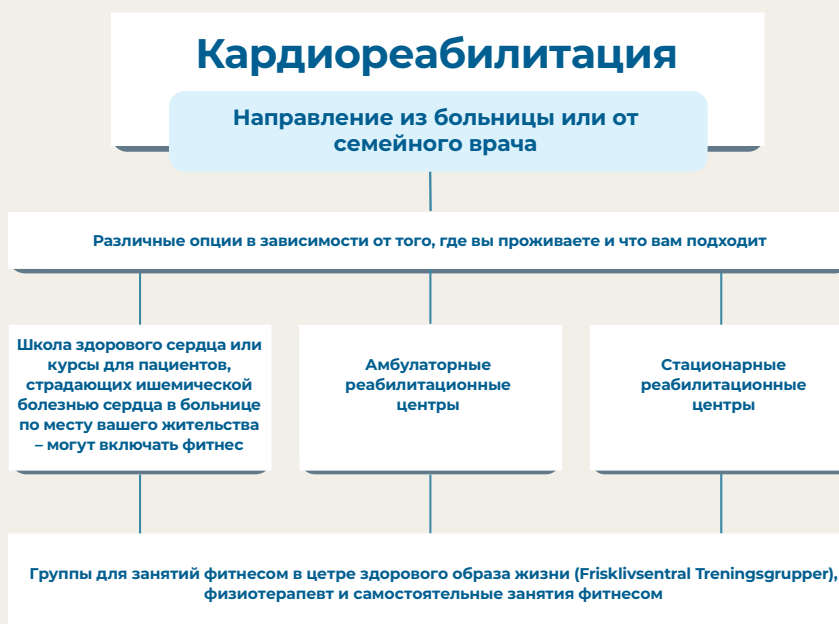 Кардиореабилитация
Направление из больницы или от
семейного врача
Различные опции в зависимости от того, где вы проживаете и что вам подходит
Школа здорового сердца или
курсы для пациентов,
страдающих ишемической
болезнью сердца в больнице
по месту вашего жительства
– могут включать фитнес
Амбулаторные
реабилитационные
центры
Стационарные
реабилитационные
центры
Группы для занятий фитнесом в цетре здорового образа жизни (Frisklivsentral Treningsgrupper),
физиотерапевт и самостоятельные занятия фитнесом